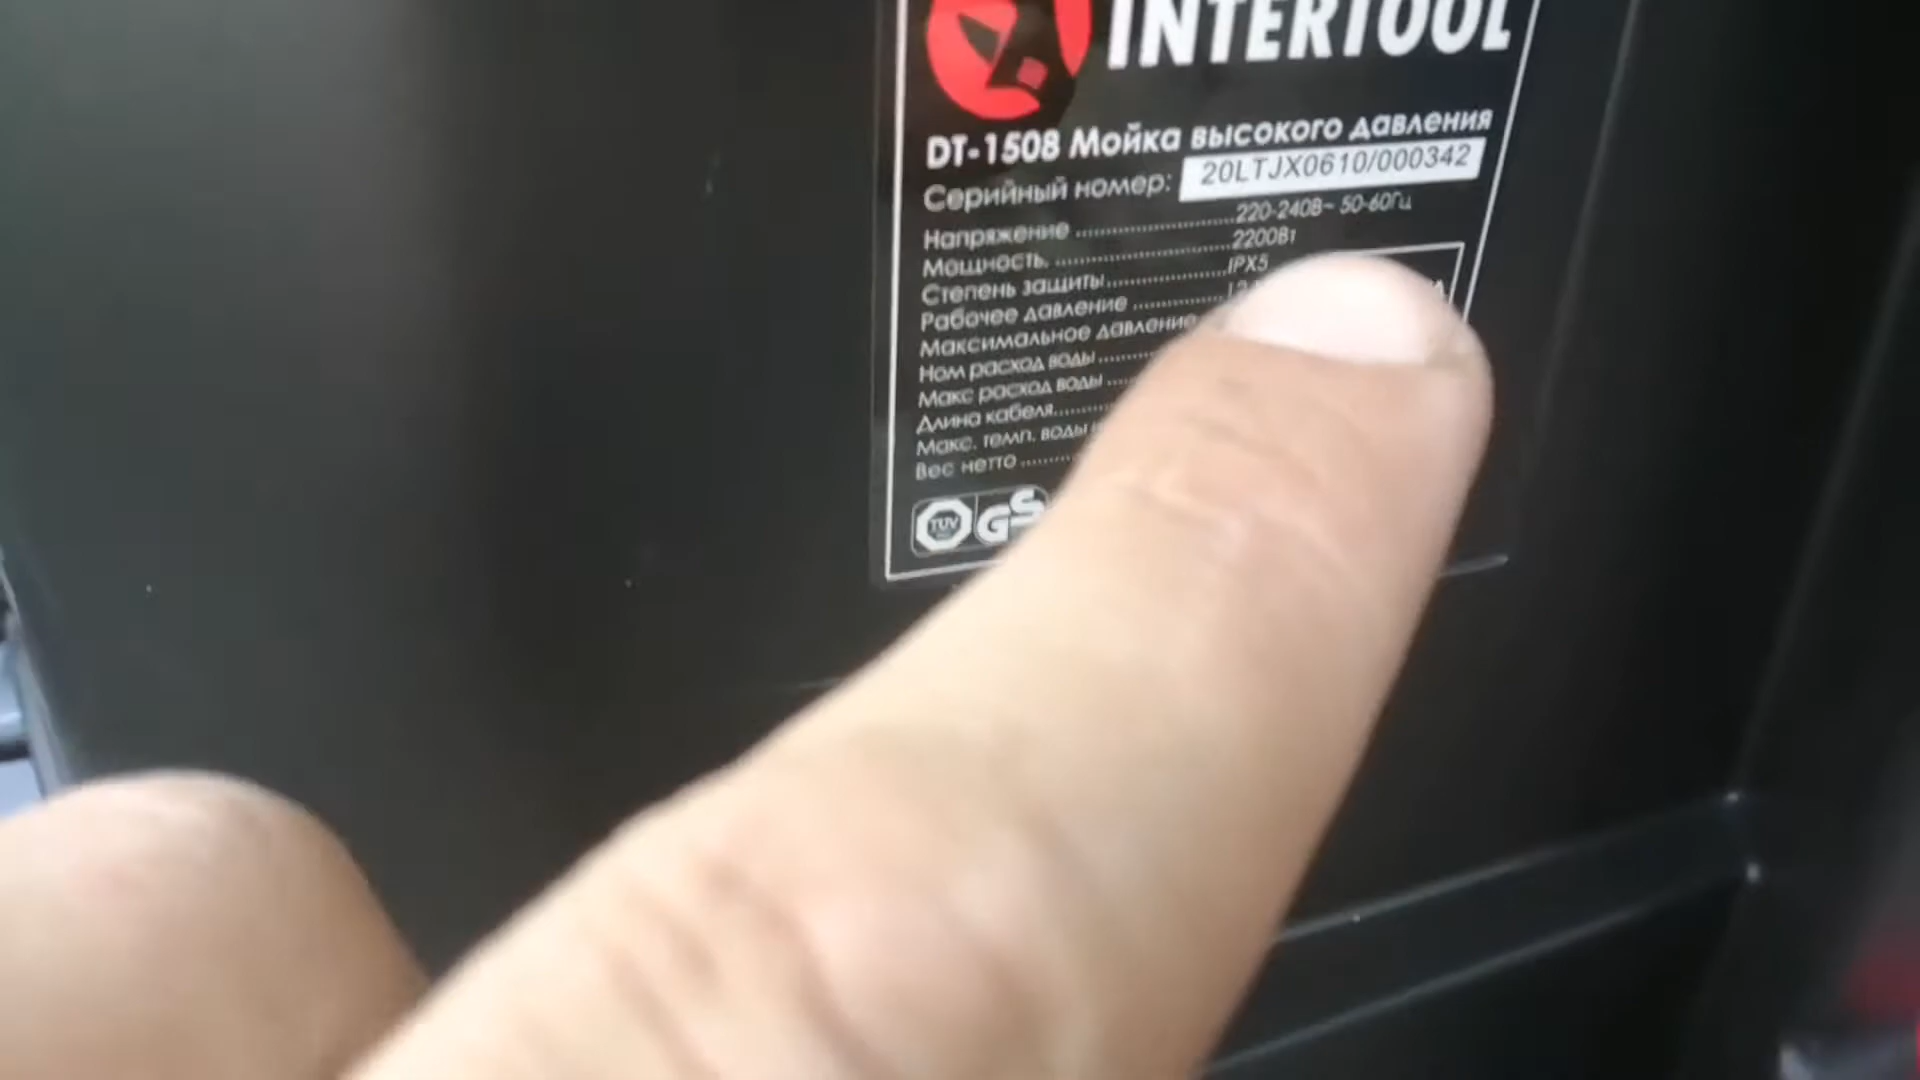 INTERTOOL
DT-1508 Мойка высокого давления
Серийный номер: 20LTJX0610/000342
Напряжение ........................ 220-240В~ 50-60Гц
Мощность. ........................ 2200Вт
Степень защиты ................ IPX5
Рабочее давление ............
Максимальное давление
Ном расход воды ....
Макс расход воды ....
Длина кабеля........
Макс. темп. воды
Вес нетто ........
TUV GS